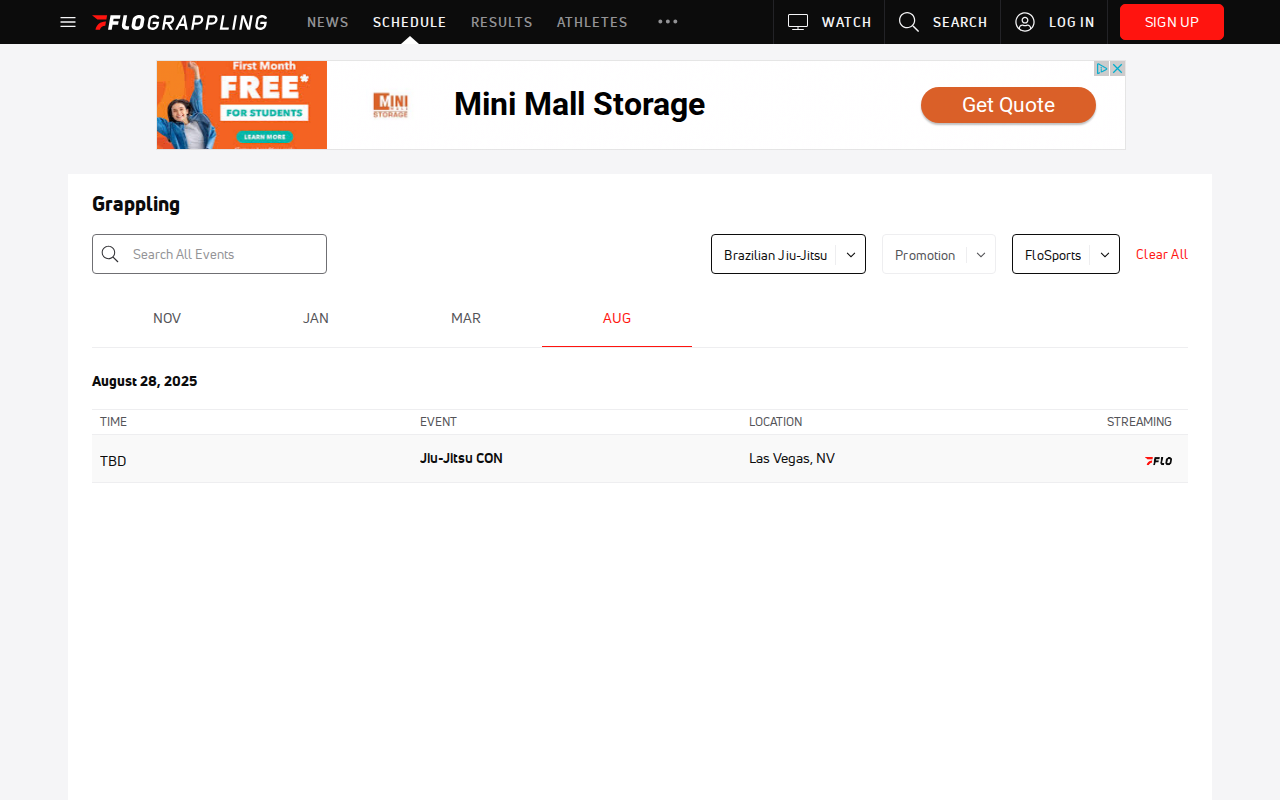 FLOGRAPPLING NEWS SCHEDULE RESULTS ATHLETES WATCH SEARCH LOG IN SIGN UP
First Month
FREE*
FOR STUDENTS
LEARN MORE
MINI MALL
STORAGE
Mini Mall Storage
Get Quote
Grappling
Search All Events Brazilian Jiu-Jitsu Promotion FloSports Clear All
NOV JAN MAR AUG
August 28, 2025
TIME EVENT LOCATION STREAMING
TBD Jiu-Jitsu CON Las Vegas, NV FLO